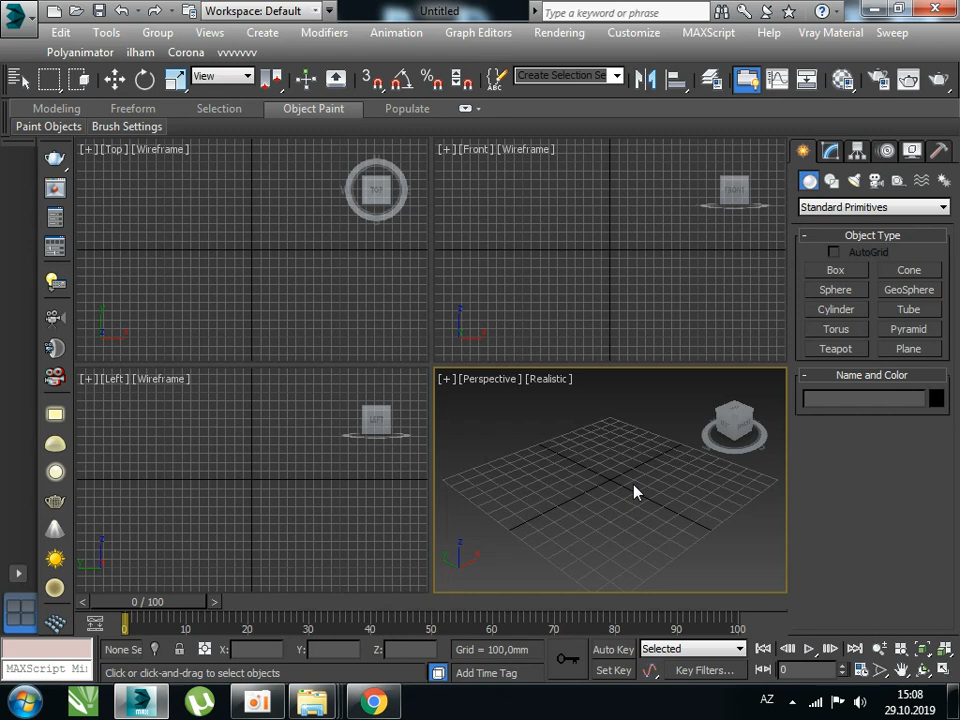 Workspace: Default
Untitled
Type a keyword or phrase
Edit Tools Group Views Create Modifiers Animation Graph Editors Rendering Customize MAXScript Help Vray Material Sweep
Polyanimator ilham Corona vvvvvvv
View
ABC
Create Selection Se
Modeling Freeform Selection Object Paint Populate
Paint Objects Brush Settings
[+] [Top] [Wireframe]
TOP
[+] [Front] [Wireframe]
FRONT
Standard Primitives
- Object Type
AutoGrid
Box Cone
Sphere GeoSphere
Cylinder Tube
Torus Pyramid
Teapot Plane
- Name and Color
[+] [Left] [Wireframe]
LEFT
[+] [Perspective] [Realistic]
< 0 / 100 >
0 10 20 30 40 50 60 70 80 90 100
None Se X: Y: Z: Grid = 100,0mm Auto Key Selected
MAXScript Mi
Click or click-and-drag to select objects Add Time Tag Set Key Key Filters... 0
MAX
AZ
15:08
29.10.2019